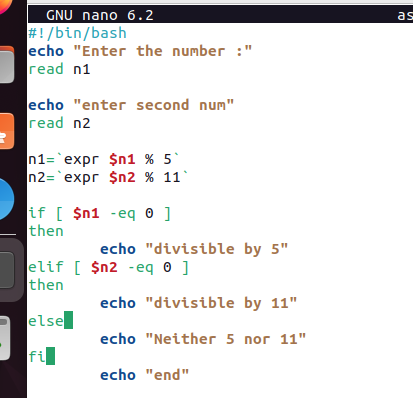 GNU nano 6.2 as
#!/bin/bash
echo "Enter the number :"
read n1

echo "enter second num"
read n2

n1=`expr $n1 % 5`
n2=`expr $n2 % 11`

if [ $n1 -eq 0 ]
then
        echo "divisible by 5"
elif [ $n2 -eq 0 ]
then
        echo "divisible by 11"
else
        echo "Neither 5 nor 11"
fi
        echo "end"